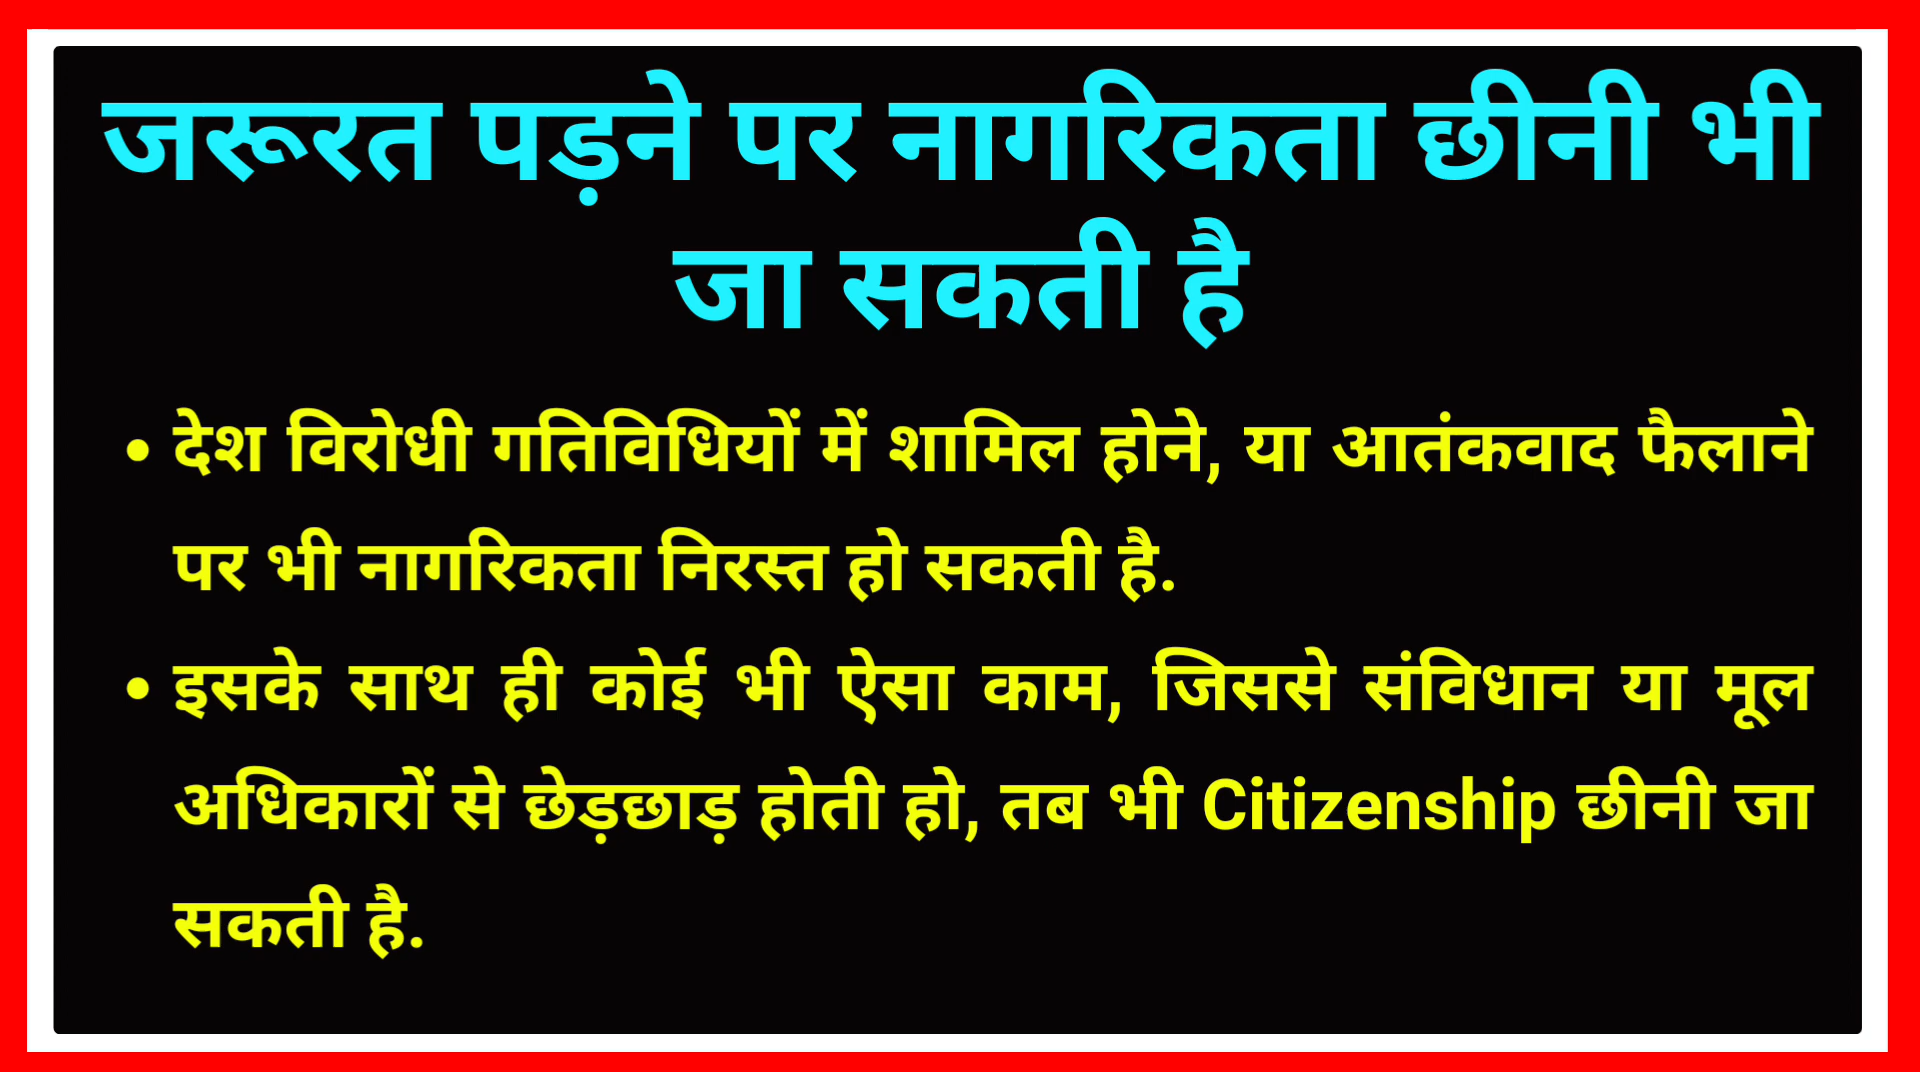 जरूरत पड़ने पर नागरिकता छीनी भी
जा सकती है
• देश विरोधी गतिविधियों में शामिल होने, या आतंकवाद फैलाने
पर भी नागरिकता निरस्त हो सकती है.
• इसके साथ ही कोई भी ऐसा काम, जिससे संविधान या मूल
अधिकारों से छेड़छाड़ होती हो, तब भी Citizenship छीनी जा
सकती है.